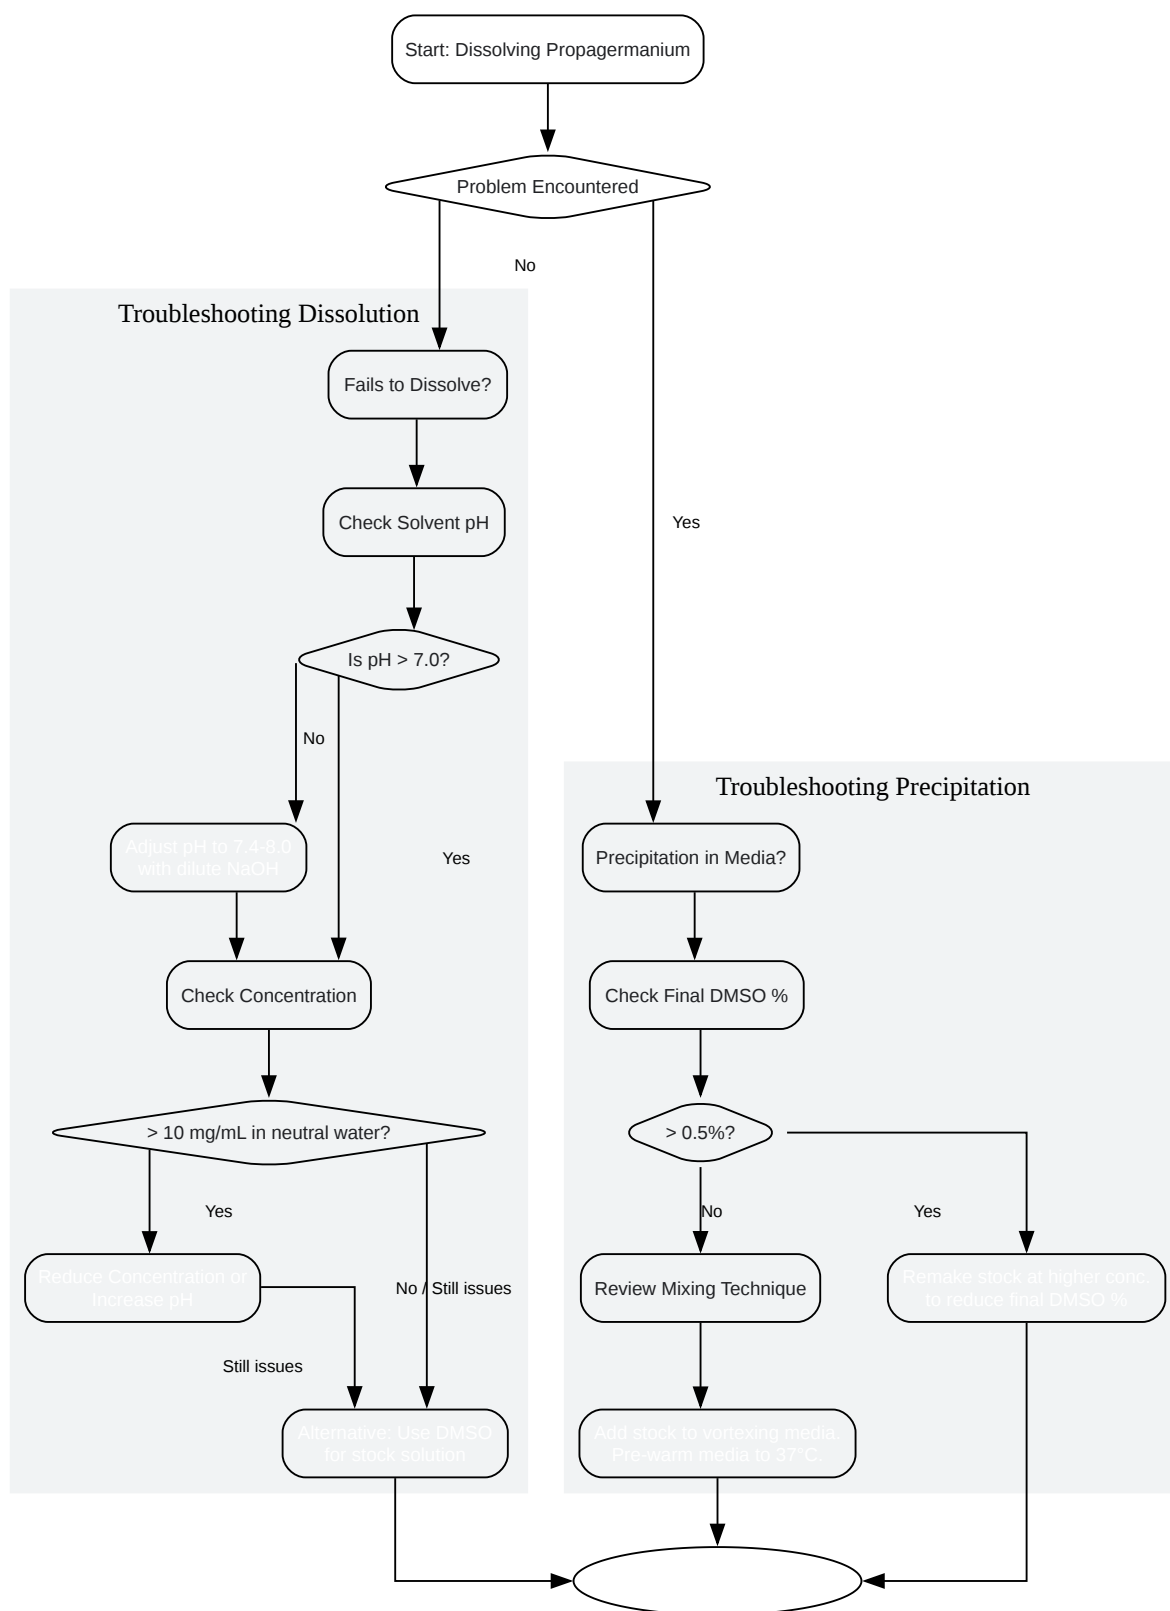 Start: Dissolving Propagermanium
Problem Encountered
No
Troubleshooting Dissolution
Fails to Dissolve?
Check Solvent pH
Yes
Is pH > 7.0?
No
Troubleshooting Precipitation
Adjust pH to 7.4-8.0
with dilute NaOH
Yes
Precipitation in Media?
Check Concentration
Check Final DMSO %
> 10 mg/mL in neutral water?
> 0.5%?
Yes
No
Yes
Reduce Concentration or
Increase pH
No / Still issues
Review Mixing Technique
Remake stock at higher conc.
to reduce final DMSO %
Still issues
Alternative: Use DMSO
for stock solution
Add stock to vortexing media.
Pre-warm media to 37°C.